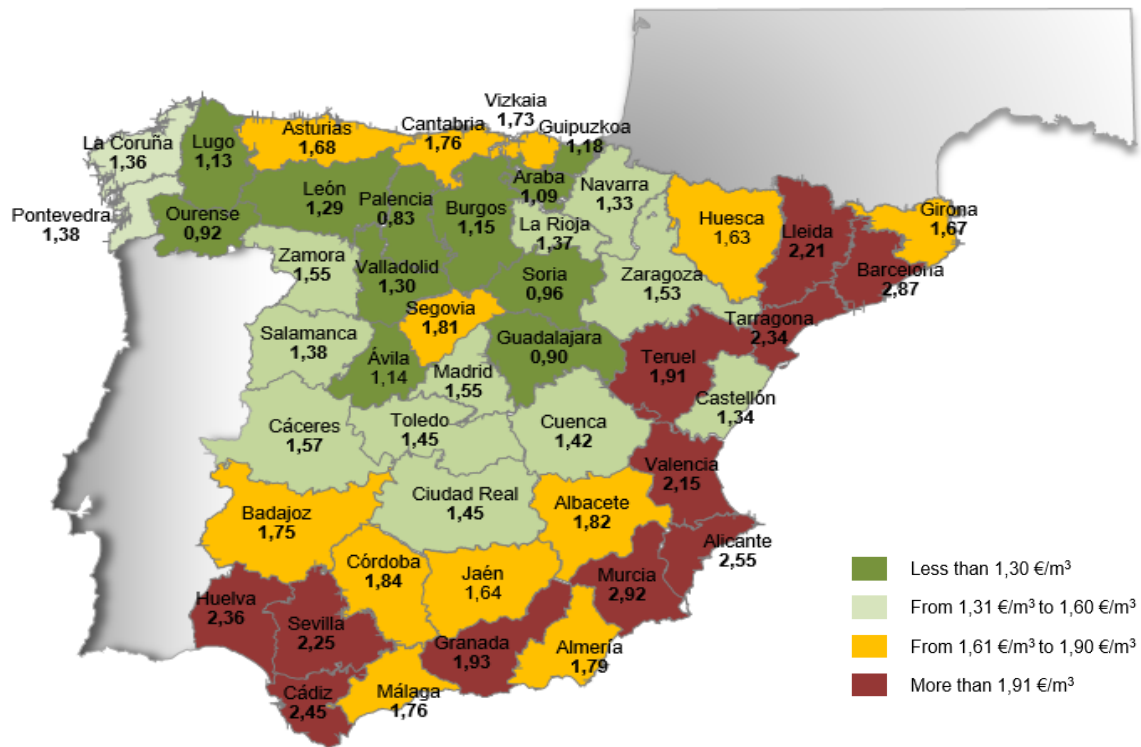 Vizkaia
1,73
La Coruña
1,36
Lugo
1,13
Asturias
1,68
Cantabria
1,76
Guipuzkoa
1,18
Pontevedra
1,38
Ourense
0,92
León
1,29
Palencia
0,83
Burgos
1,15
Araba
1,09
Navarra
1,33
La Rioja
1,37
Huesca
1,63
Lleida
2,21
Girona
1,67
Barcelona
2,87
Zamora
1,55
Valladolid
1,30
Soria
0,96
Zaragoza
1,53
Segovia
1,81
Tarragona
2,34
Salamanca
1,38
Ávila
1,14
Madrid
1,55
Guadalajara
0,90
Teruel
1,91
Castellón
1,34
Cáceres
1,57
Toledo
1,45
Cuenca
1,42
Valencia
2,15
Badajoz
1,75
Ciudad Real
1,45
Albacete
1,82
Alicante
2,55
Córdoba
1,84
Jaén
1,64
Murcia
2,92
Huelva
2,36
Sevilla
2,25
Granada
1,93
Almería
1,79
Cádiz
2,45
Málaga
1,76
Less than 1,30 €/m³
From 1,31 €/m³ to 1,60 €/m³
From 1,61 €/m³ to 1,90 €/m³
More than 1,91 €/m³